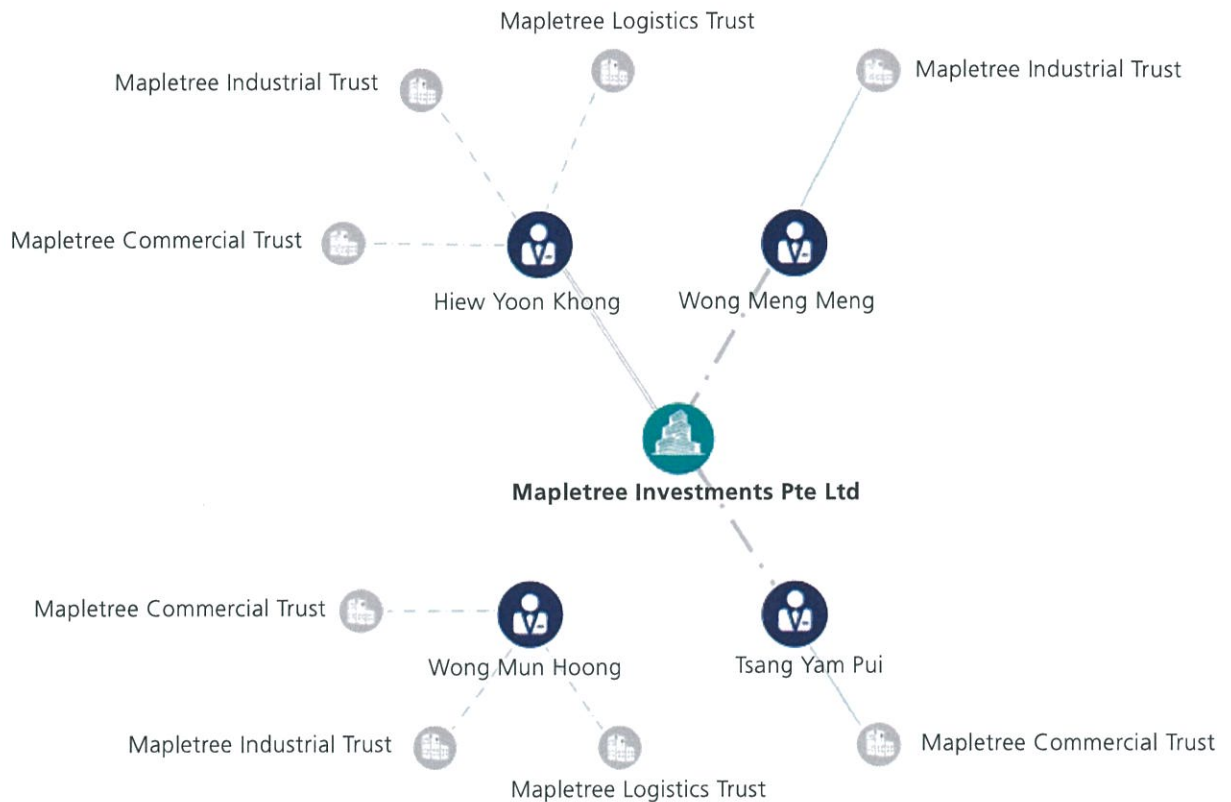 Mapletree Logistics Trust
Mapletree Industrial Trust
Mapletree Industrial Trust
Mapletree Commercial Trust
Hiew Yoon Khong
Wong Meng Meng
Mapletree Investments Pte Ltd
Mapletree Commercial Trust
Wong Mun Hoong
Tsang Yam Pui
Mapletree Industrial Trust
Mapletree Commercial Trust
Mapletree Logistics Trust